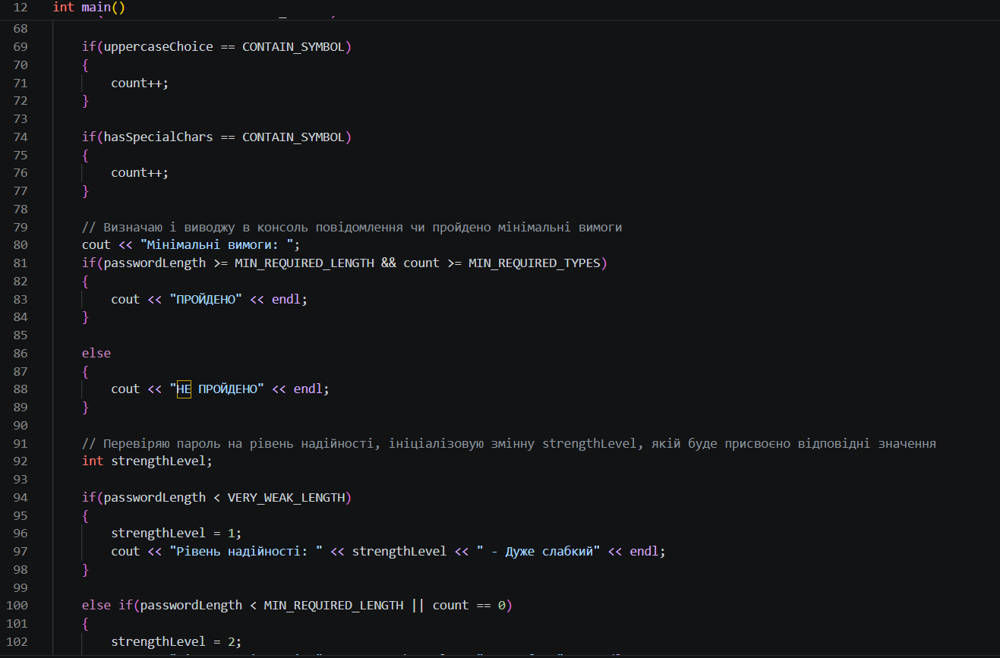 12 int main()
68
69 if(uppercaseChoice == CONTAIN_SYMBOL)
70 {
71 count++;
72 }
73
74 if(hasSpecialChars == CONTAIN_SYMBOL)
75 {
76 count++;
77 }
78
79 // Визначаю і виводжу в консоль повідомлення чи пройдено мінімальні вимоги
80 cout << "Мінімальні вимоги: ";
81 if(passwordLength >= MIN_REQUIRED_LENGTH && count >= MIN_REQUIRED_TYPES)
82 {
83 cout << "ПРОЙДЕНО" << endl;
84 }
85
86 else
87 {
88 cout << "НЕ ПРОЙДЕНО" << endl;
89 }
90
91 // Перевіряю пароль на рівень надійності, ініціалізовую змінну strengthLevel, якій буде присвоєно відповідні значення
92 int strengthLevel;
93
94 if(passwordLength < VERY_WEAK_LENGTH)
95 {
96 strengthLevel = 1;
97 cout << "Рівень надійності: " << strengthLevel << " - Дуже слабкий" << endl;
98 }
99
100 else if(passwordLength < MIN_REQUIRED_LENGTH || count == 0)
101 {
102 strengthLevel = 2;